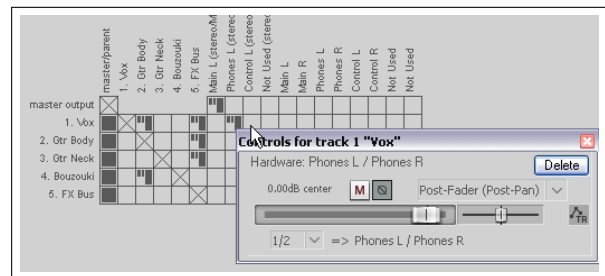 master/parent
1. Vox
2. Gtr Body
3. Gtr Neck
4. Bouzouki
5. FX Bus
Main L (stereo/M
Phones L (stereo
Control L (stereo
Not Used (stereo
Main L
Main R
Phones L
Phones R
Control L
Control R
Not Used
Not Used
master output
1. Vox
2. Gtr Body
3. Gtr Neck
4. Bouzouki
5. FX Bus
Controls for track 1 "Vox"
Hardware: Phones L / Phones R
Delete
0.00dB center
M
Post-Fader (Post-Pan)
TR
1/2
=> Phones L / Phones R